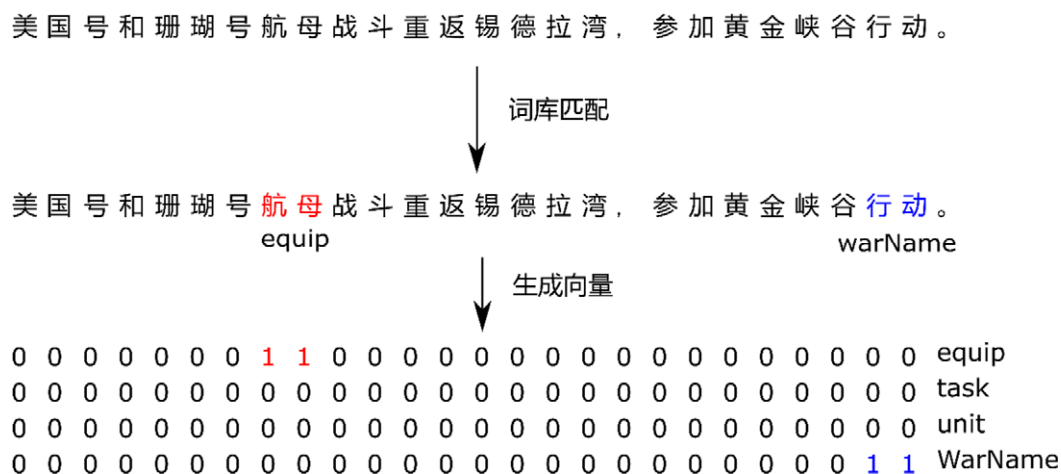 美国号和珊瑚号航母战斗重返锡德拉湾，参加黄金峡谷行动。
词库匹配
美国号和珊瑚号航母战斗重返锡德拉湾，参加黄金峡谷行动。
equip warName
生成向量
0 0 0 0 0 0 0 1 1 0 0 0 0 0 0 0 0 0 0 0 0 0 0 0 0 0 equip
0 0 0 0 0 0 0 0 0 0 0 0 0 0 0 0 0 0 0 0 0 0 0 0 0 0 task
0 0 0 0 0 0 0 0 0 0 0 0 0 0 0 0 0 0 0 0 0 0 0 0 0 0 unit
0 0 0 0 0 0 0 0 0 0 0 0 0 0 0 0 0 0 0 0 0 0 0 0 1 1 WarName